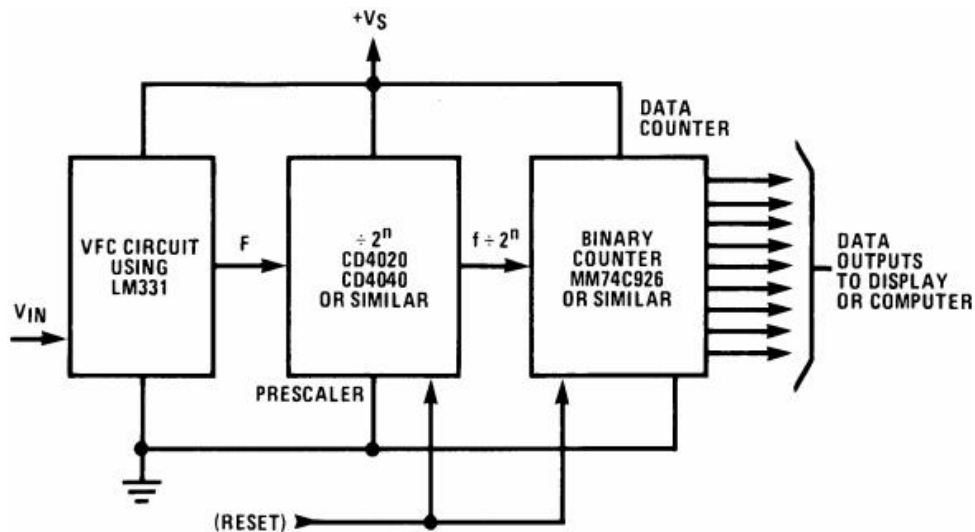 +VS
DATA
COUNTER
VFC CIRCUIT
USING
LM331
F
÷ 2n
CD4020
CD4040
OR SIMILAR
f ÷ 2n
BINARY
COUNTER
MM74C926
OR SIMILAR
DATA
OUTPUTS
TO DISPLAY
OR COMPUTER
VIN
PRESCALER
(RESET)